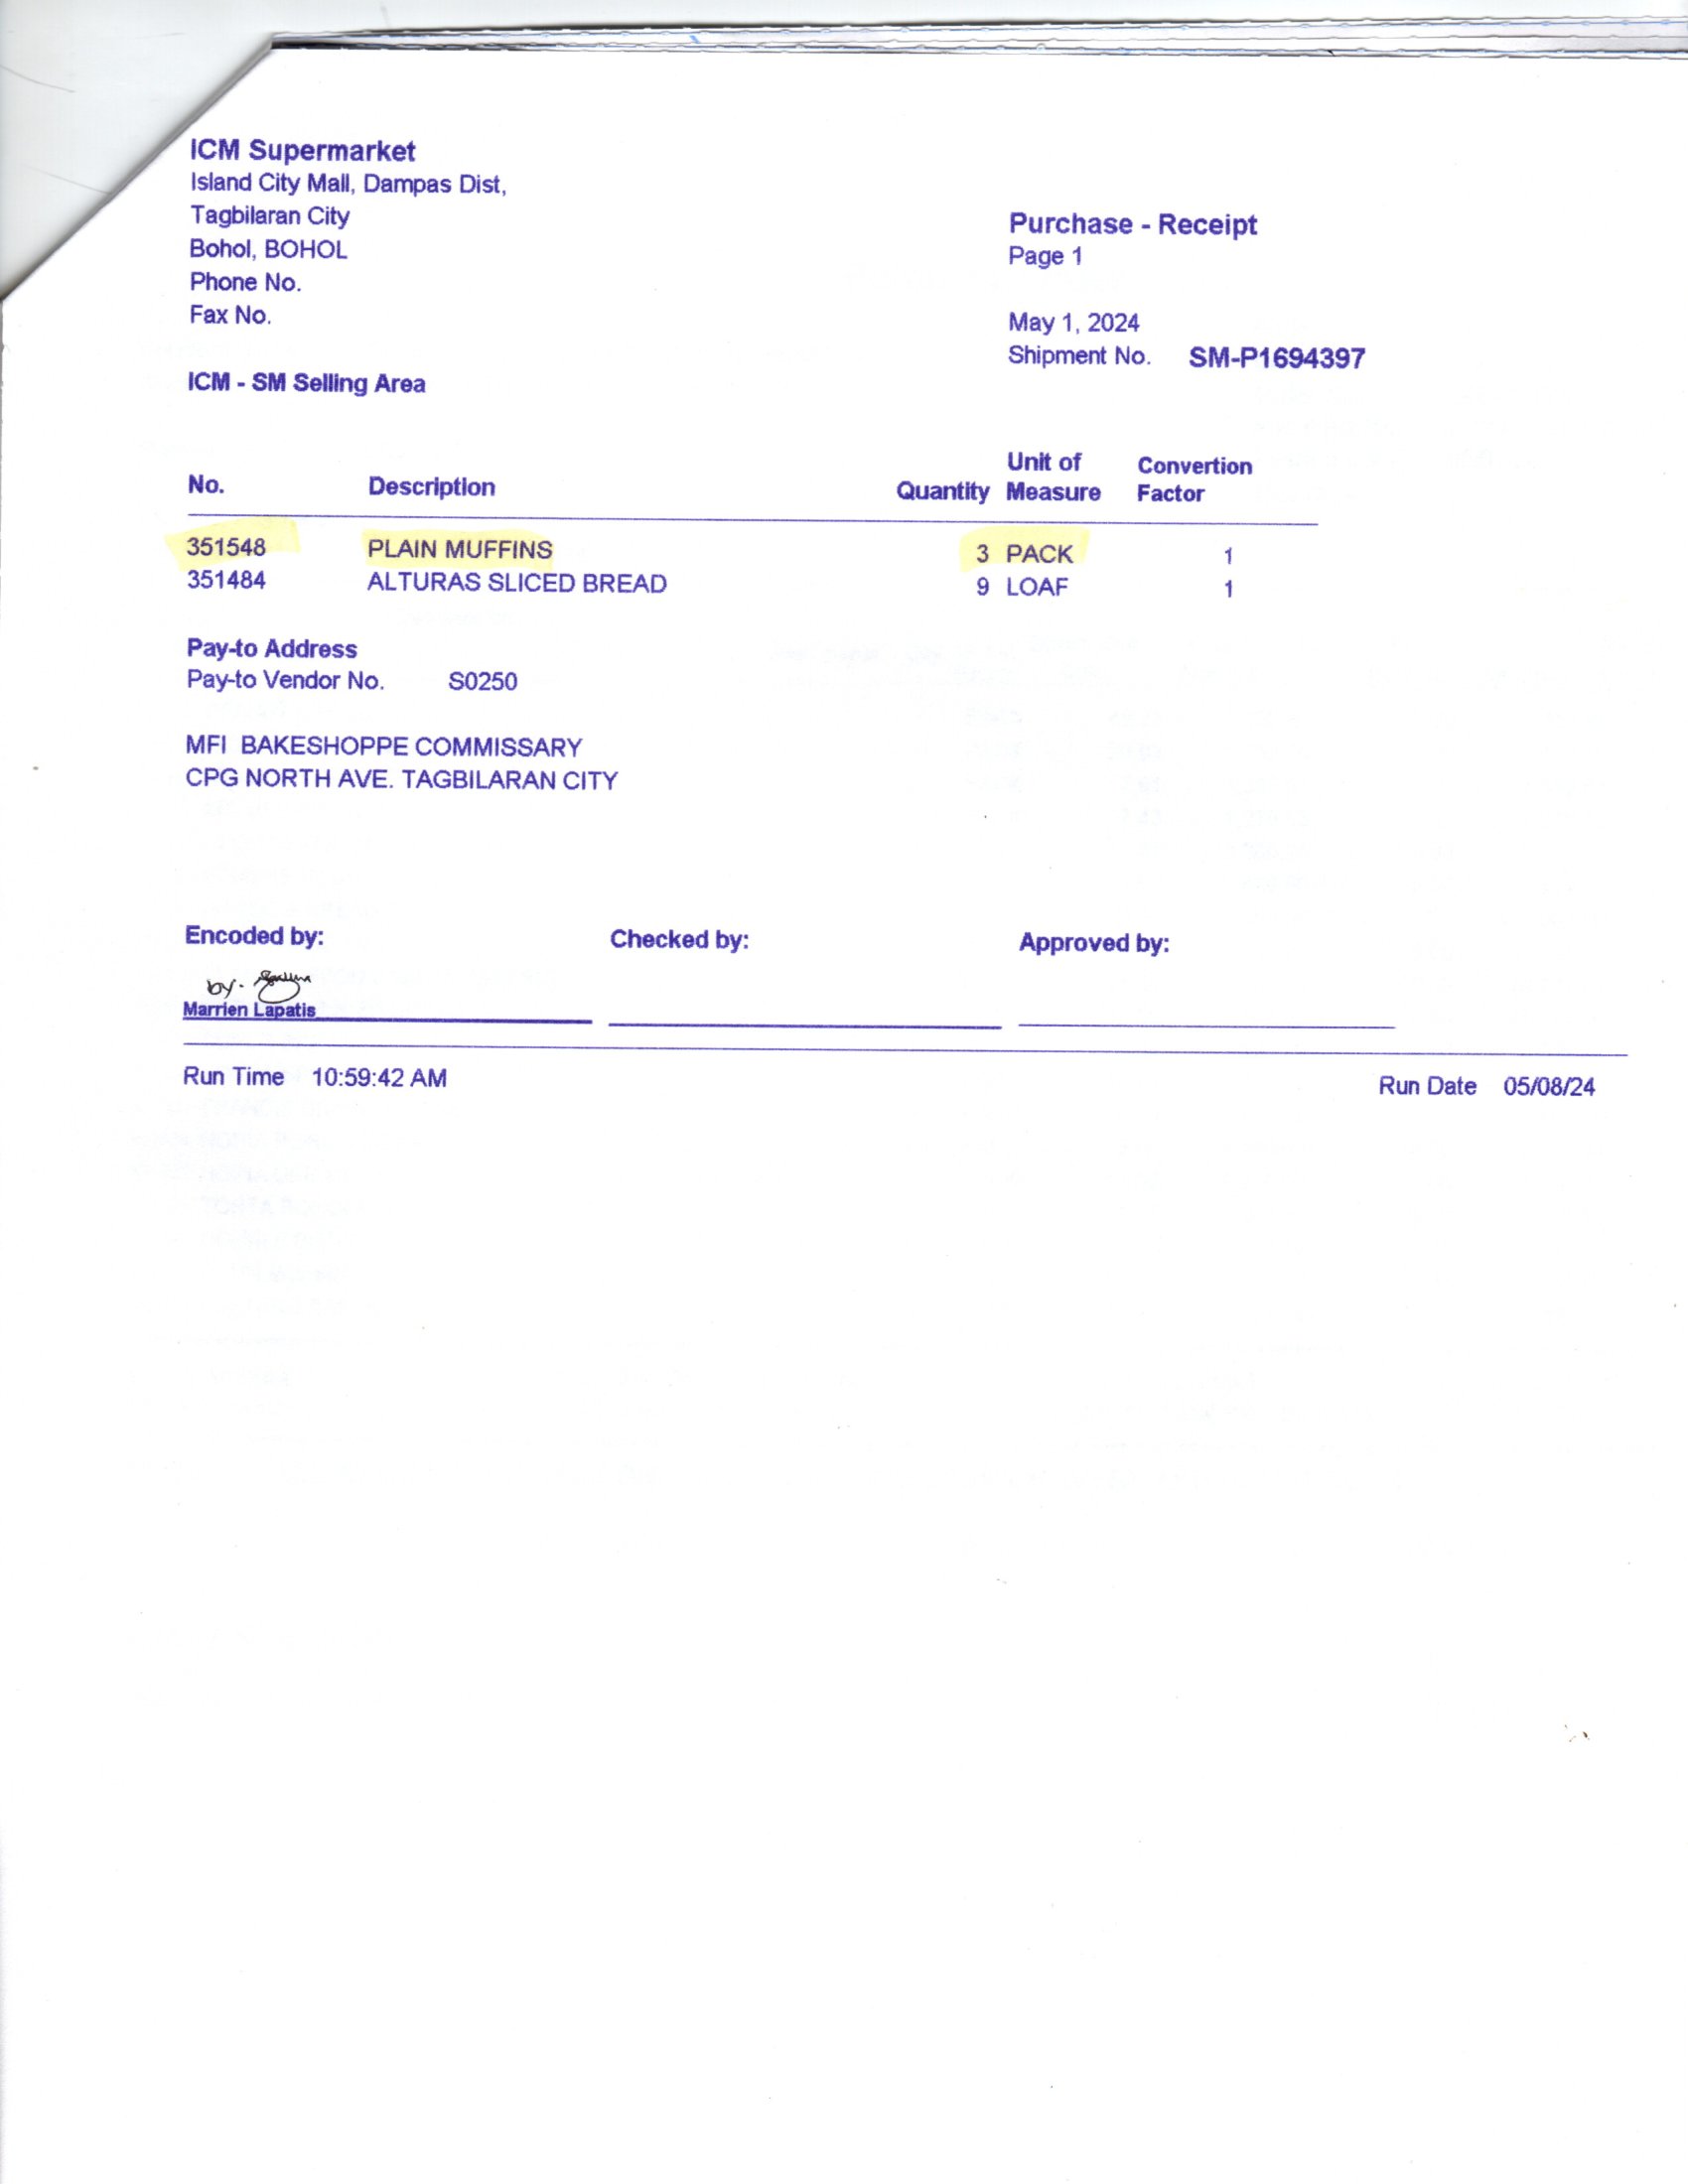 ICM Supermarket
Island City Mall, Dampas Dist,
Tagbilaran City
Bohol, BOHOL
Phone No.
Fax No.
Purchase - Receipt
Page 1
May 1, 2024
Shipment No. SM-P1694397
ICM - SM Selling Area
No. Description Quantity Unit of Measure Convertion Factor
351548 PLAIN MUFFINS 3 PACK 1
351484 ALTURAS SLICED BREAD 9 LOAF 1
Pay-to Address
Pay-to Vendor No. S0250
MFI BAKESHOPPE COMMISSARY
CPG NORTH AVE. TAGBILARAN CITY
Encoded by: Checked by: Approved by:
by.
Marrien Lapatis
Run Time 10:59:42 AM Run Date 05/08/24